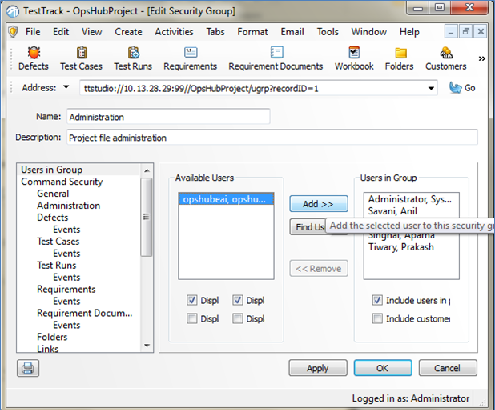 TestTrack - OpsHubProject - [Edit Security Group]
File Edit View Create Activities Tabs Format Email Tools Window Help
Defects Test Cases Test Runs Requirements Requirement Documents Workbook Folders Customers
Address: ttstudio://10.13.28.29:99//OpsHubProject/ugrp?recordID=1 Go
Name: Administration
Description: Project file administration
Users in Group
Command Security
General
Administration
Defects
Events
Test Cases
Events
Test Runs
Events
Requirements
Events
Requirement Docum...
Events
Folders
Links
Available Users
opshubeai, opshu...
Displ Displ
Displ Displ
Add >>
Find Us
<< Remove
Users in Group
Administrator, Sys...
Savani, Anil
Add the selected user to this security g
Singhal, Aparna
Tiwary, Prakash
Include users in p
Include custome
Apply OK Cancel
Logged in as: Administrator